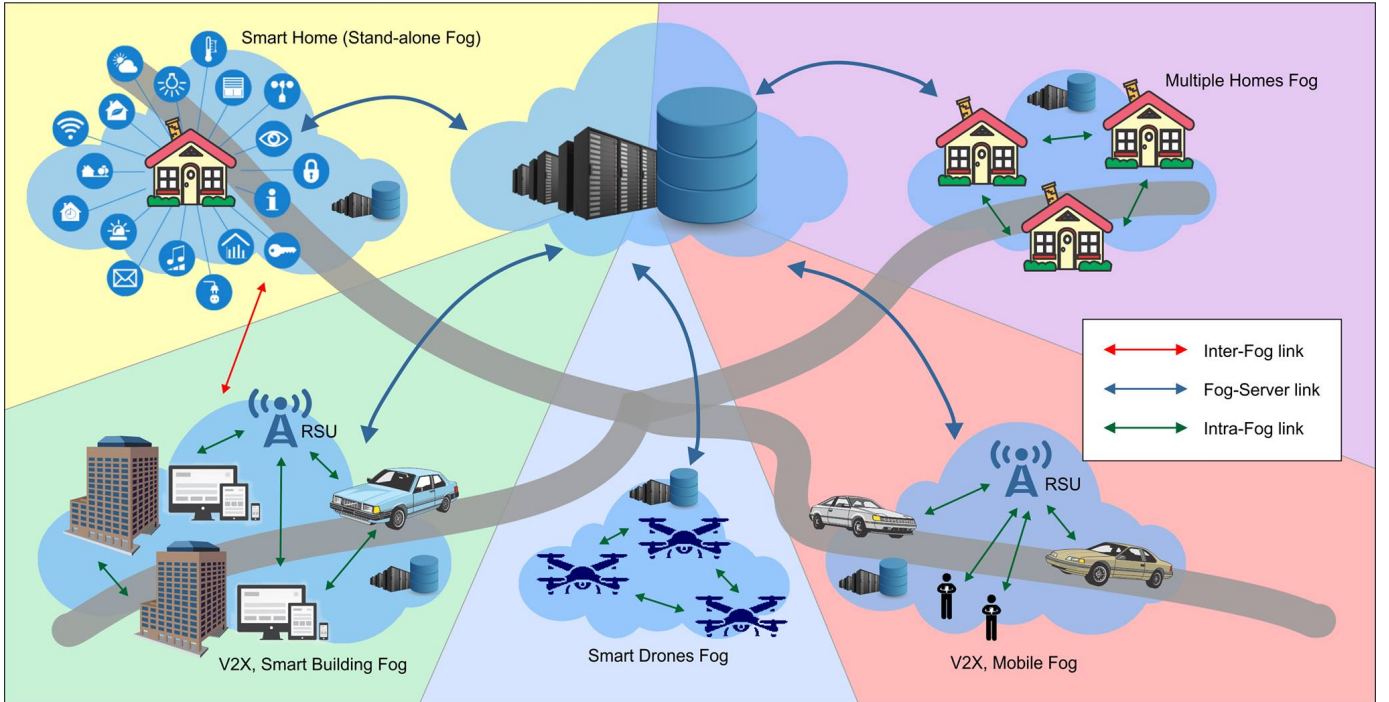 Smart Home (Stand-alone Fog)
Multiple Homes Fog
Inter-Fog link
Fog-Server link
Intra-Fog link
RSU
RSU
V2X, Smart Building Fog
Smart Drones Fog
V2X, Mobile Fog